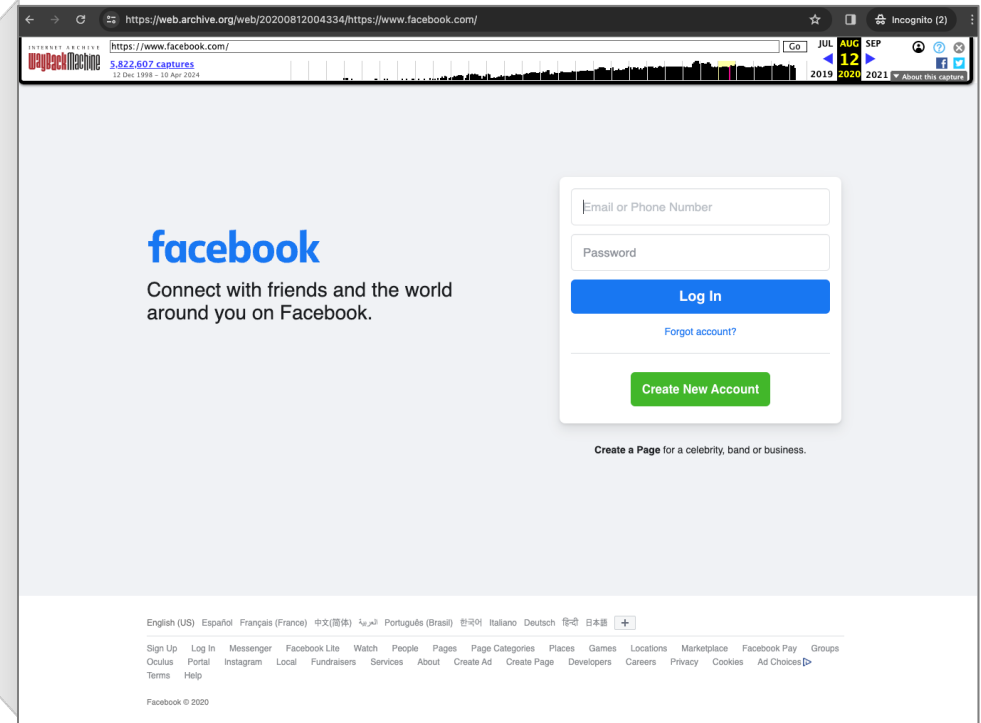 https://web.archive.org/web/20200812004334/https://www.facebook.com/
Incognito (2)
INTERNET ARCHIVE
WayBackMachine
https://www.facebook.com/
Go
JUL AUG SEP
5,822,607 captures
12
12 Dec 1998 – 10 Apr 2024
2019 2020 2021
About this capture
facebook
Connect with friends and the world
around you on Facebook.
Email or Phone Number
Password
Log In
Forgot account?
Create New Account
Create a Page for a celebrity, band or business.
English (US) Español Français (France) 中文(简体) العربية Português (Brasil) 한국어 Italiano Deutsch हिन्दी 日本語 +
Sign Up Log In Messenger Facebook Lite Watch People Pages Page Categories Places Games Locations Marketplace Facebook Pay Groups
Oculus Portal Instagram Local Fundraisers Services About Create Ad Create Page Developers Careers Privacy Cookies Ad Choices
Terms Help
Facebook © 2020